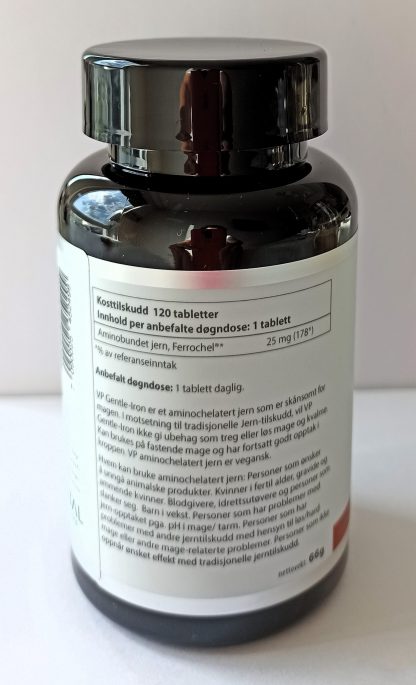 Kosttilskudd 120 tabletter
Innhold per anbefalte døgndose: 1 tablett
Aminobundet jern, Ferrochel®* 25 mg (178*)
*% av referanseinntak
Anbefalt døgndose: 1 tablett daglig.
VP Gentle-Iron er et aminochelatert jern som er skånsomt for
magen. I motsetning til tradisjonelle Jern-tilskudd, vil VP
Gentle-Iron ikke gi ubehag som treg eller løs mage og kvalme.
Kan brukes på fastende mage og har fortsatt godt opptak i
kroppen. VP aminochelatert jern er vegansk.
Hvem kan bruke aminochelatert jern: Personer som ønsker
å unngå animalske produkter. Kvinner i fertil alder, gravide og
ammende kvinner. Blodgivere, idrettsutøvere og personer som
slanker seg. Barn i vekst. Personer som har problemer med
jern-opptaket pga. pH i mage/ tarm. Personer som har
problemer med andre jerntilskudd med hensyn til løs/hard
mage eller andre mage-relaterte problemer. Personer som ikke
oppnår ønsket effekt med tradisjonelle jerntilskudd.
nettovekt: 66g